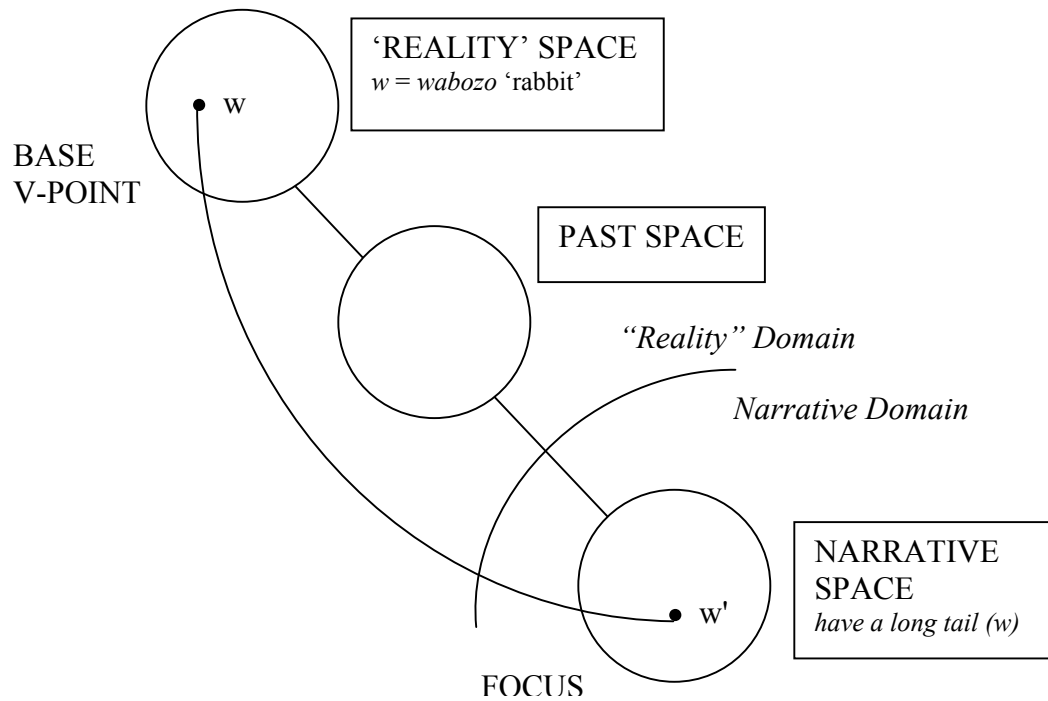 ‘REALITY’ SPACE
w = wabozo ‘rabbit’
w
BASE
V-POINT
PAST SPACE
“Reality” Domain
Narrative Domain
NARRATIVE
SPACE
have a long tail (w)
w'
FOCUS